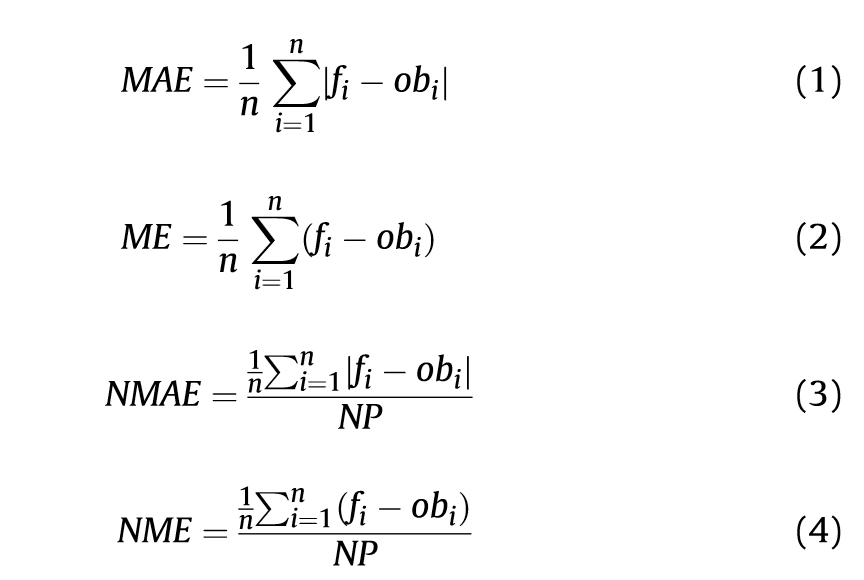 MAE = \frac{1}{n} \sum_{i=1}^{n} |f_i - ob_i| (1)
ME = \frac{1}{n} \sum_{i=1}^{n} (f_i - ob_i) (2)
NMAE = \frac{\frac{1}{n} \sum_{i=1}^{n} |f_i - ob_i|}{NP} (3)
NME = \frac{\frac{1}{n} \sum_{i=1}^{n} (f_i - ob_i)}{NP} (4)